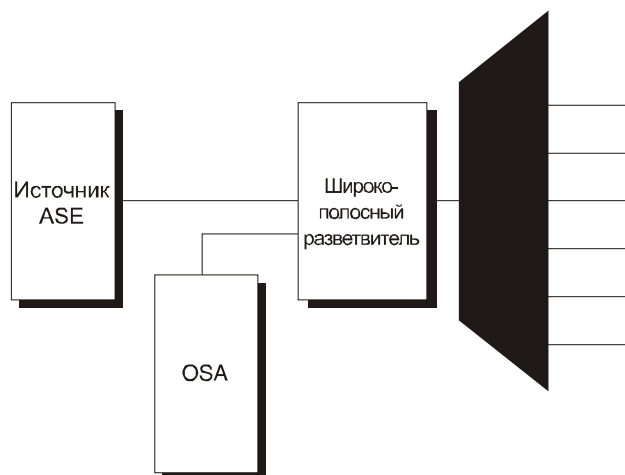 Источник
ASE
Широко-
полосный
разветвитель
OSA